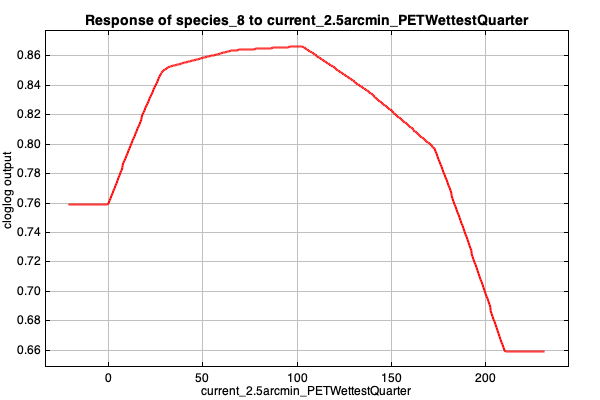 Response of species_8 to current_2.5arcmin_PETWettestQuarter
cloglog output
0.86
0.84
0.82
0.80
0.78
0.76
0.74
0.72
0.70
0.68
0.66
0 50 100 150 200
current_2.5arcmin_PETWettestQuarter